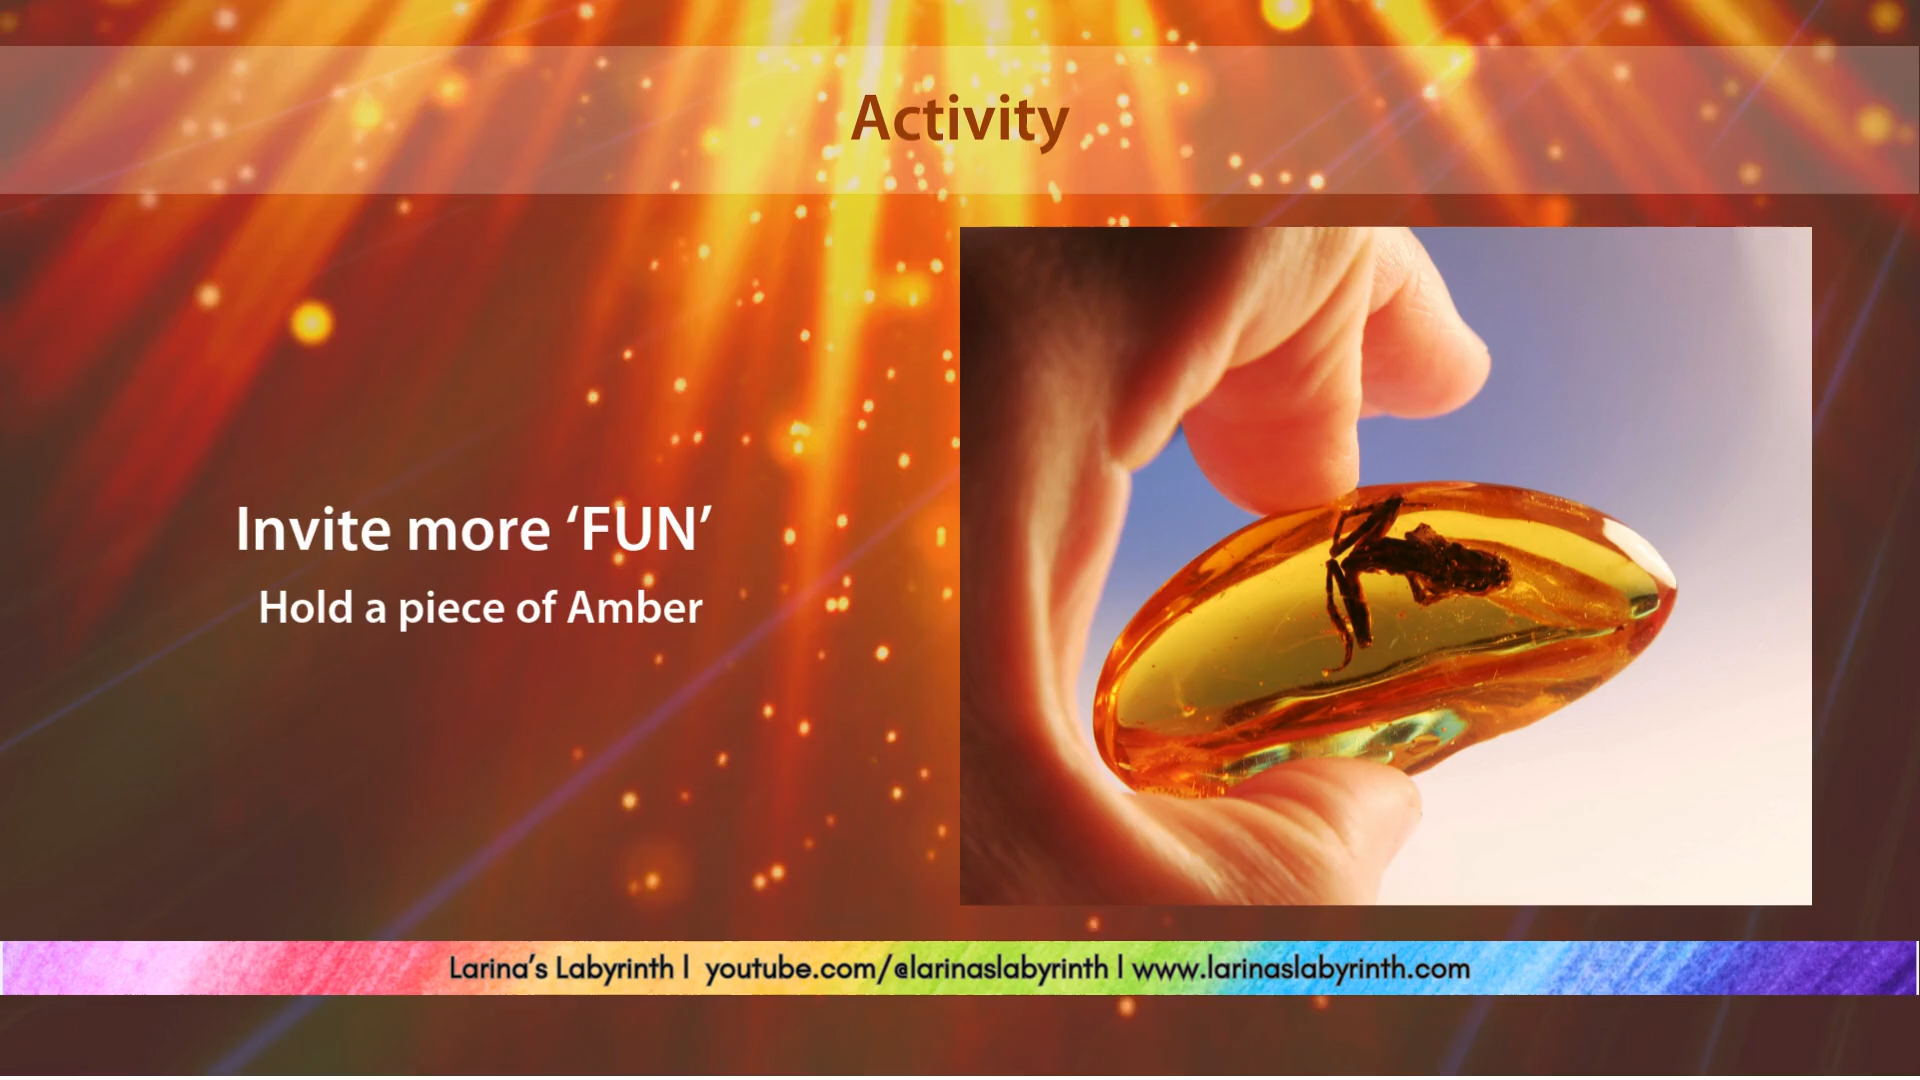 Activity
Invite more ‘FUN’
Hold a piece of Amber
Larina’s Labyrinth | youtube.com/@larinaslabyrinth | www.larinaslabyrinth.com